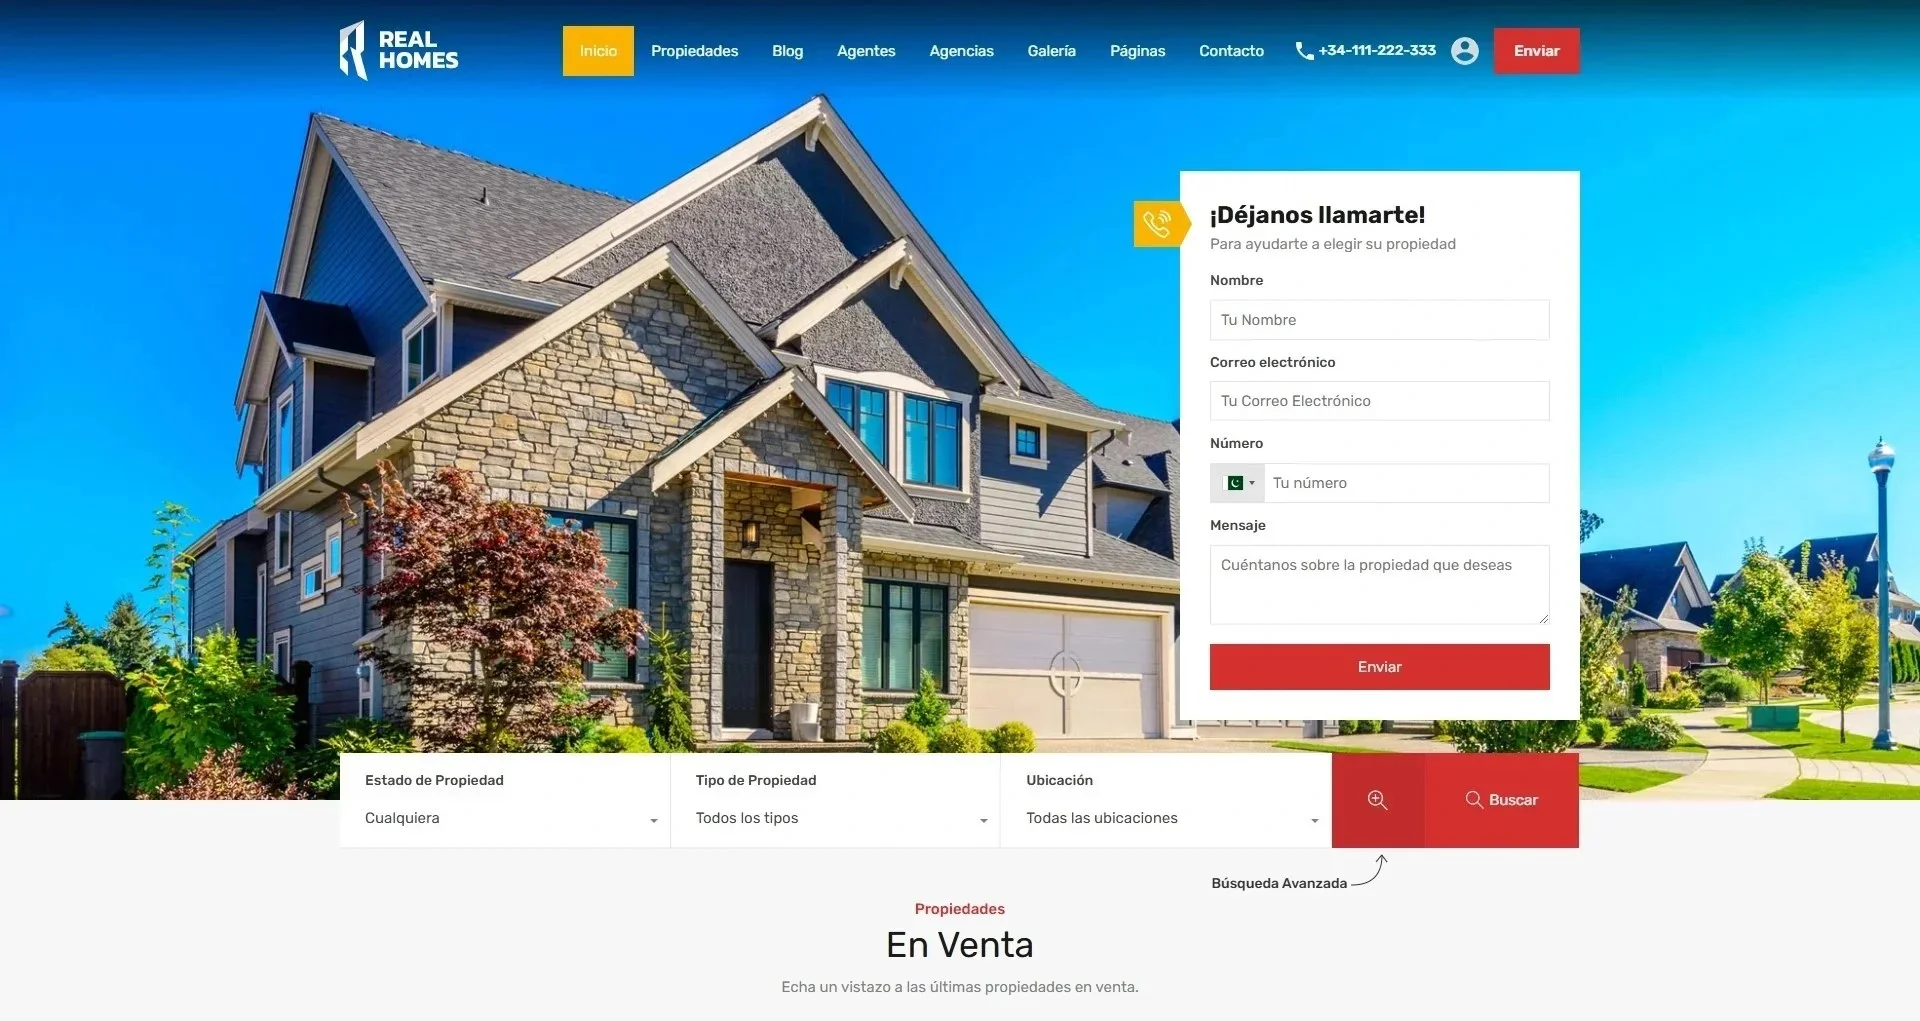 REAL
HOMES
Inicio
Propiedades
Blog
Agentes
Agencias
Galería
Páginas
Contacto
+34-111-222-333
Enviar
¡Déjanos llamarte!
Para ayudarte a elegir su propiedad
Nombre
Tu Nombre
Correo electrónico
Tu Correo Electrónico
Número
Tu número
Mensaje
Cuéntanos sobre la propiedad que deseas
Enviar
Estado de Propiedad
Cualquiera
Tipo de Propiedad
Todos los tipos
Ubicación
Todas las ubicaciones
Buscar
Búsqueda Avanzada
Propiedades
En Venta
Echa un vistazo a las últimas propiedades en venta.